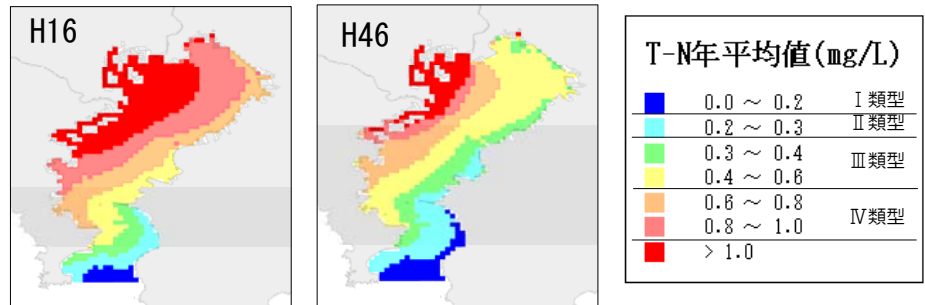 H16
H46
T-N年平均値(mg/L)
0.0 ～ 0.2 Ⅰ類型
0.2 ～ 0.3 Ⅱ類型
0.3 ～ 0.4
Ⅲ類型
0.4 ～ 0.6
0.6 ～ 0.8
Ⅳ類型
0.8 ～ 1.0
> 1.0